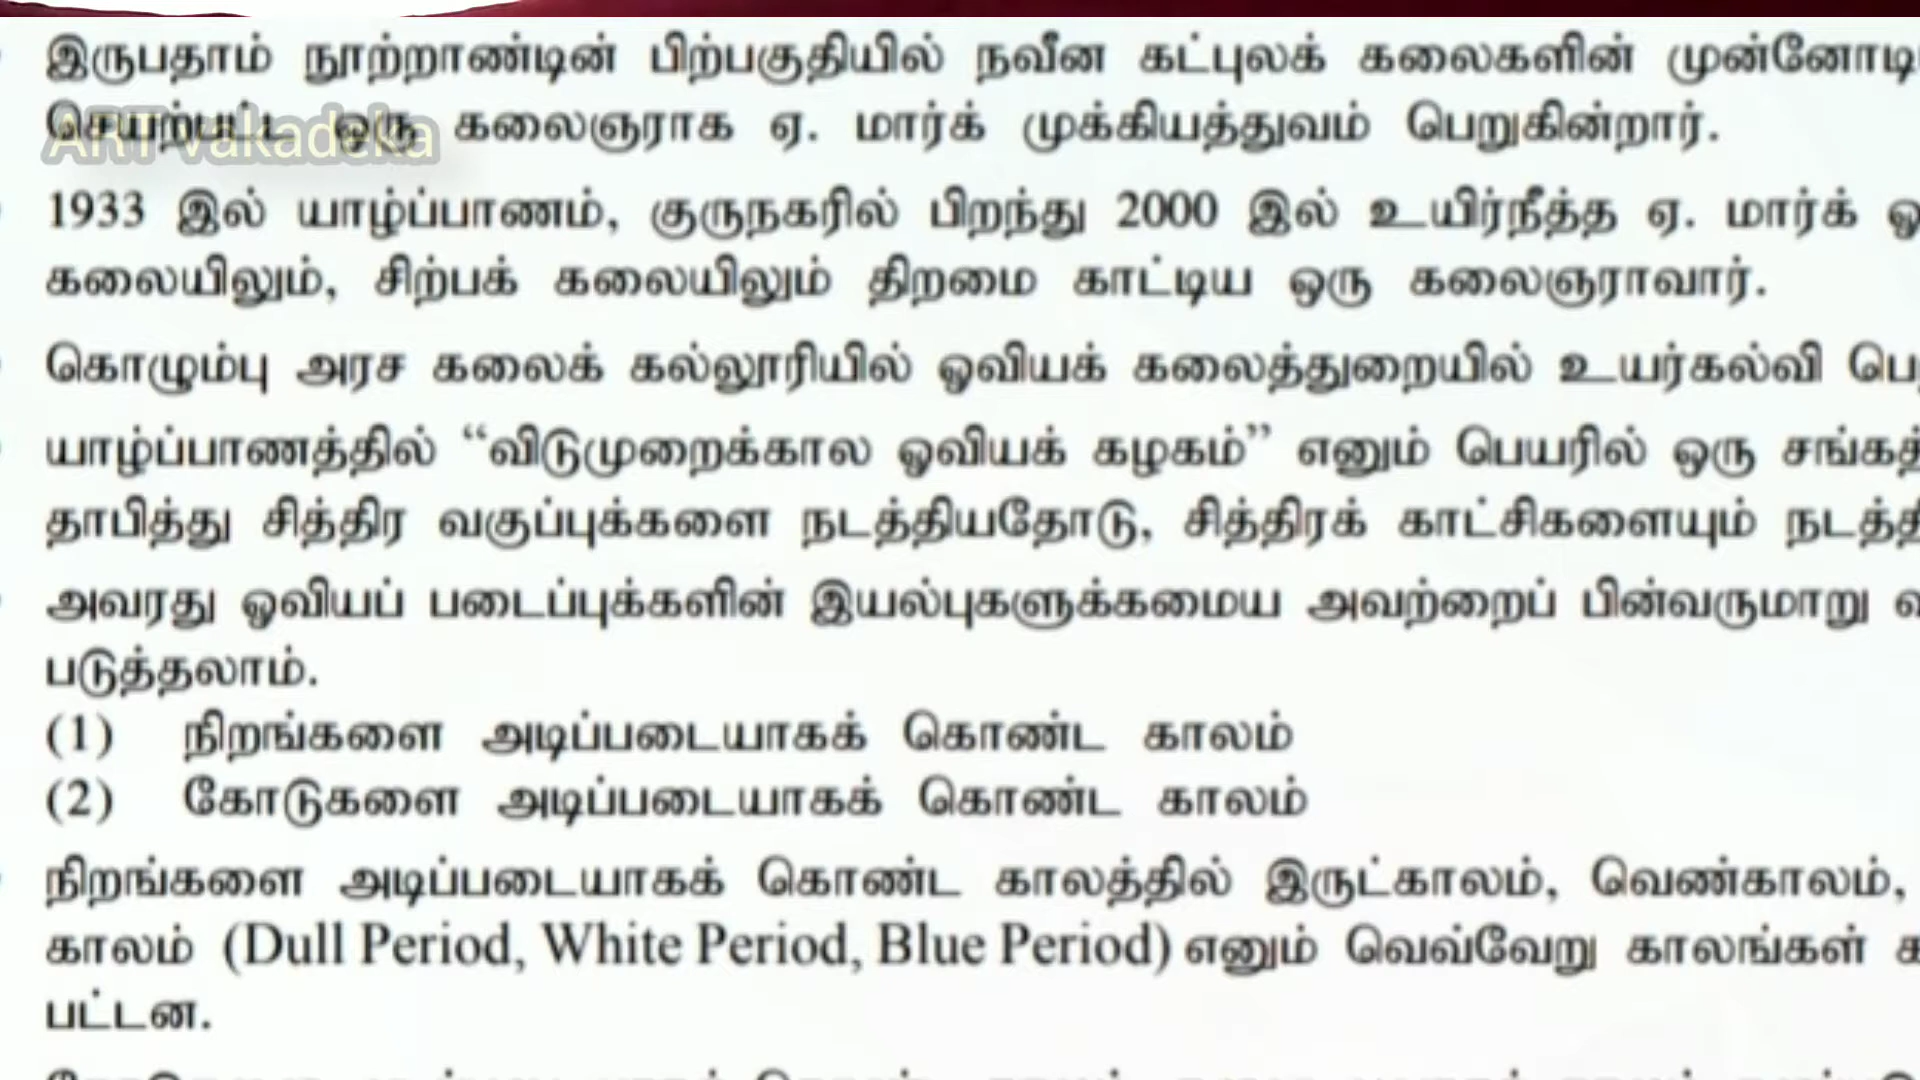 இருபதாம் நூற்றாண்டின் பிற்பகுதியில் நவீன கட்புலக் கலைகளின்
செயற்பட்ட ஒரு கலைஞராக ஏ. மார்க் முக்கியத்துவம் பெறுகின்றார்.
ART vakadeka
1933 இல் யாழ்ப்பாணம், குருநகரில் பிறந்து 2000 இல் உயிர்நீத்த ஏ. மார்க்
கலையிலும், சிற்பக் கலையிலும் திறமை காட்டிய ஒரு கலைஞராவார்.
கொழும்பு அரச கலைக் கல்லூரியில் ஓவியக் கலைத்துறையில் உயர்கல்வி
யாழ்ப்பாணத்தில் “விடுமுறைக்கால ஓவியக் கழகம்” எனும் பெயரில் ஒரு
தாபித்து சித்திர வகுப்புக்களை நடத்தியதோடு, சித்திரக் காட்சிகளையும்
அவரது ஓவியப் படைப்புக்களின் இயல்புகளுக்கமைய அவற்றைப் பின்வருமாறு
படுத்தலாம்.
(1) நிறங்களை அடிப்படையாகக் கொண்ட காலம்
(2) கோடுகளை அடிப்படையாகக் கொண்ட காலம்
நிறங்களை அடிப்படையாகக் கொண்ட காலத்தில் இருட்காலம், வெண்காலம்,
காலம் (Dull Period, White Period, Blue Period) எனும் வெவ்வேறு காலங்கள்
பட்டன.